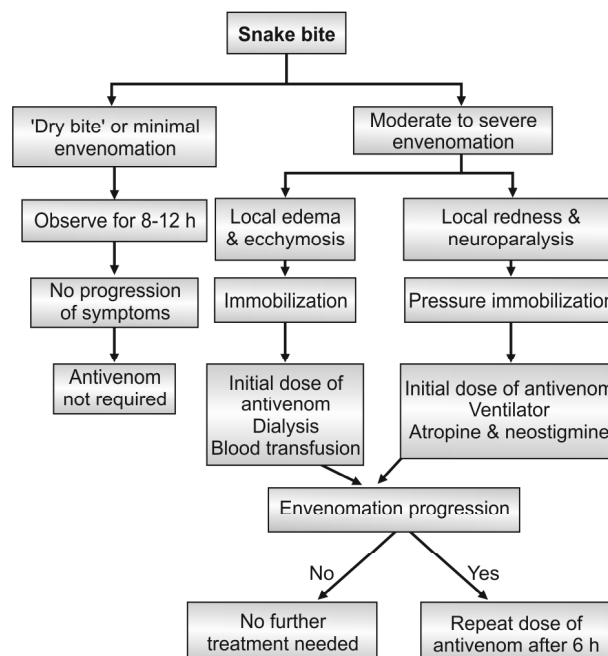 Snake bite
'Dry bite' or minimal
envenomation
Moderate to severe
envenomation
Observe for 8-12 h
Local edema
& ecchymosis
Local redness &
neuroparalysis
No progression
of symptoms
Immobilization
Pressure immobilization
Antivenom
not required
Initial dose of
antivenom
Dialysis
Blood transfusion
Initial dose of antivenom
Ventilator
Atropine & neostigmine
Envenomation progression
No
Yes
No further
treatment needed
Repeat dose of
antivenom after 6 h